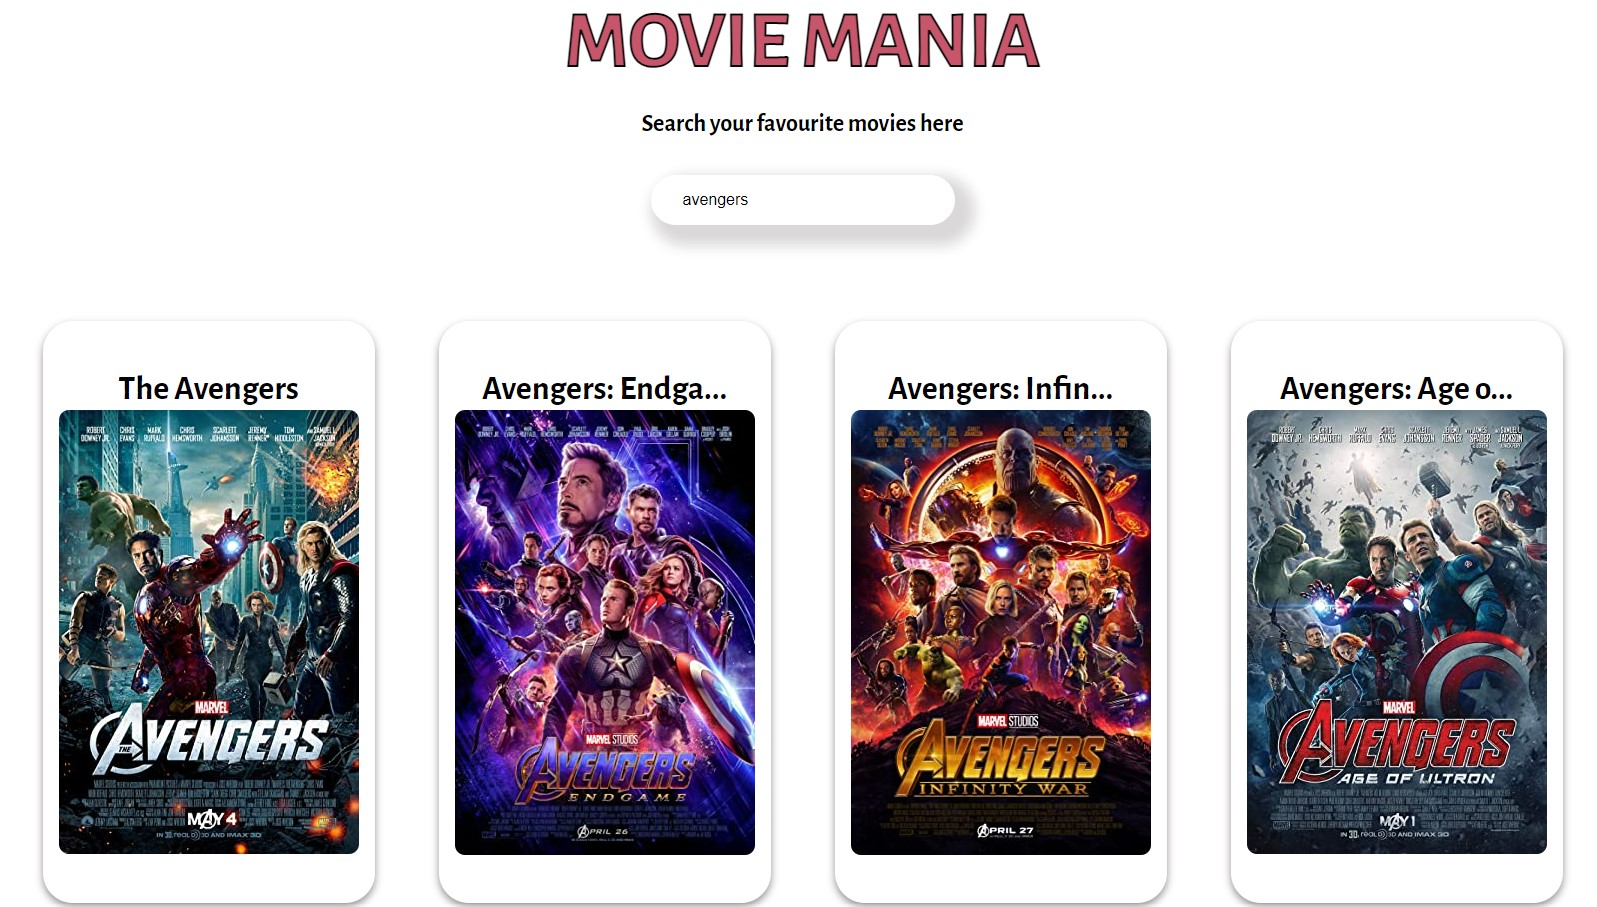 MOVIE MANIA
Search your favourite movies here
avengers
The Avengers
Avengers: Endga...
Avengers: Infin...
Avengers: Age o...
ROBERT DOWNEY JR. CHRIS EVANS MARK RUFFALO CHRIS HEMSWORTH SCARLETT JOHANSSON JEREMY RENNER TOM HIDDLESTON AND SAMUEL L. JACKSON
MARVEL
THE AVENGERS
MAY 4
IN 3D, REAL D 3D AND IMAX 3D
MARVEL STUDIOS
AVENGERS
ENDGAME
APRIL 26
MARVEL STUDIOS
AVENGERS
INFINITY WAR
APRIL 27
ROBERT DOWNEY JR. CHRIS HEMSWORTH MARK RUFFALO CHRIS EVANS SCARLETT JOHANSSON JEREMY RENNER WITH JAMES SPADER AND SAMUEL L. JACKSON
MARVEL
AVENGERS
AGE OF ULTRON
MAY 1
IN 3D, REAL D 3D AND IMAX 3D